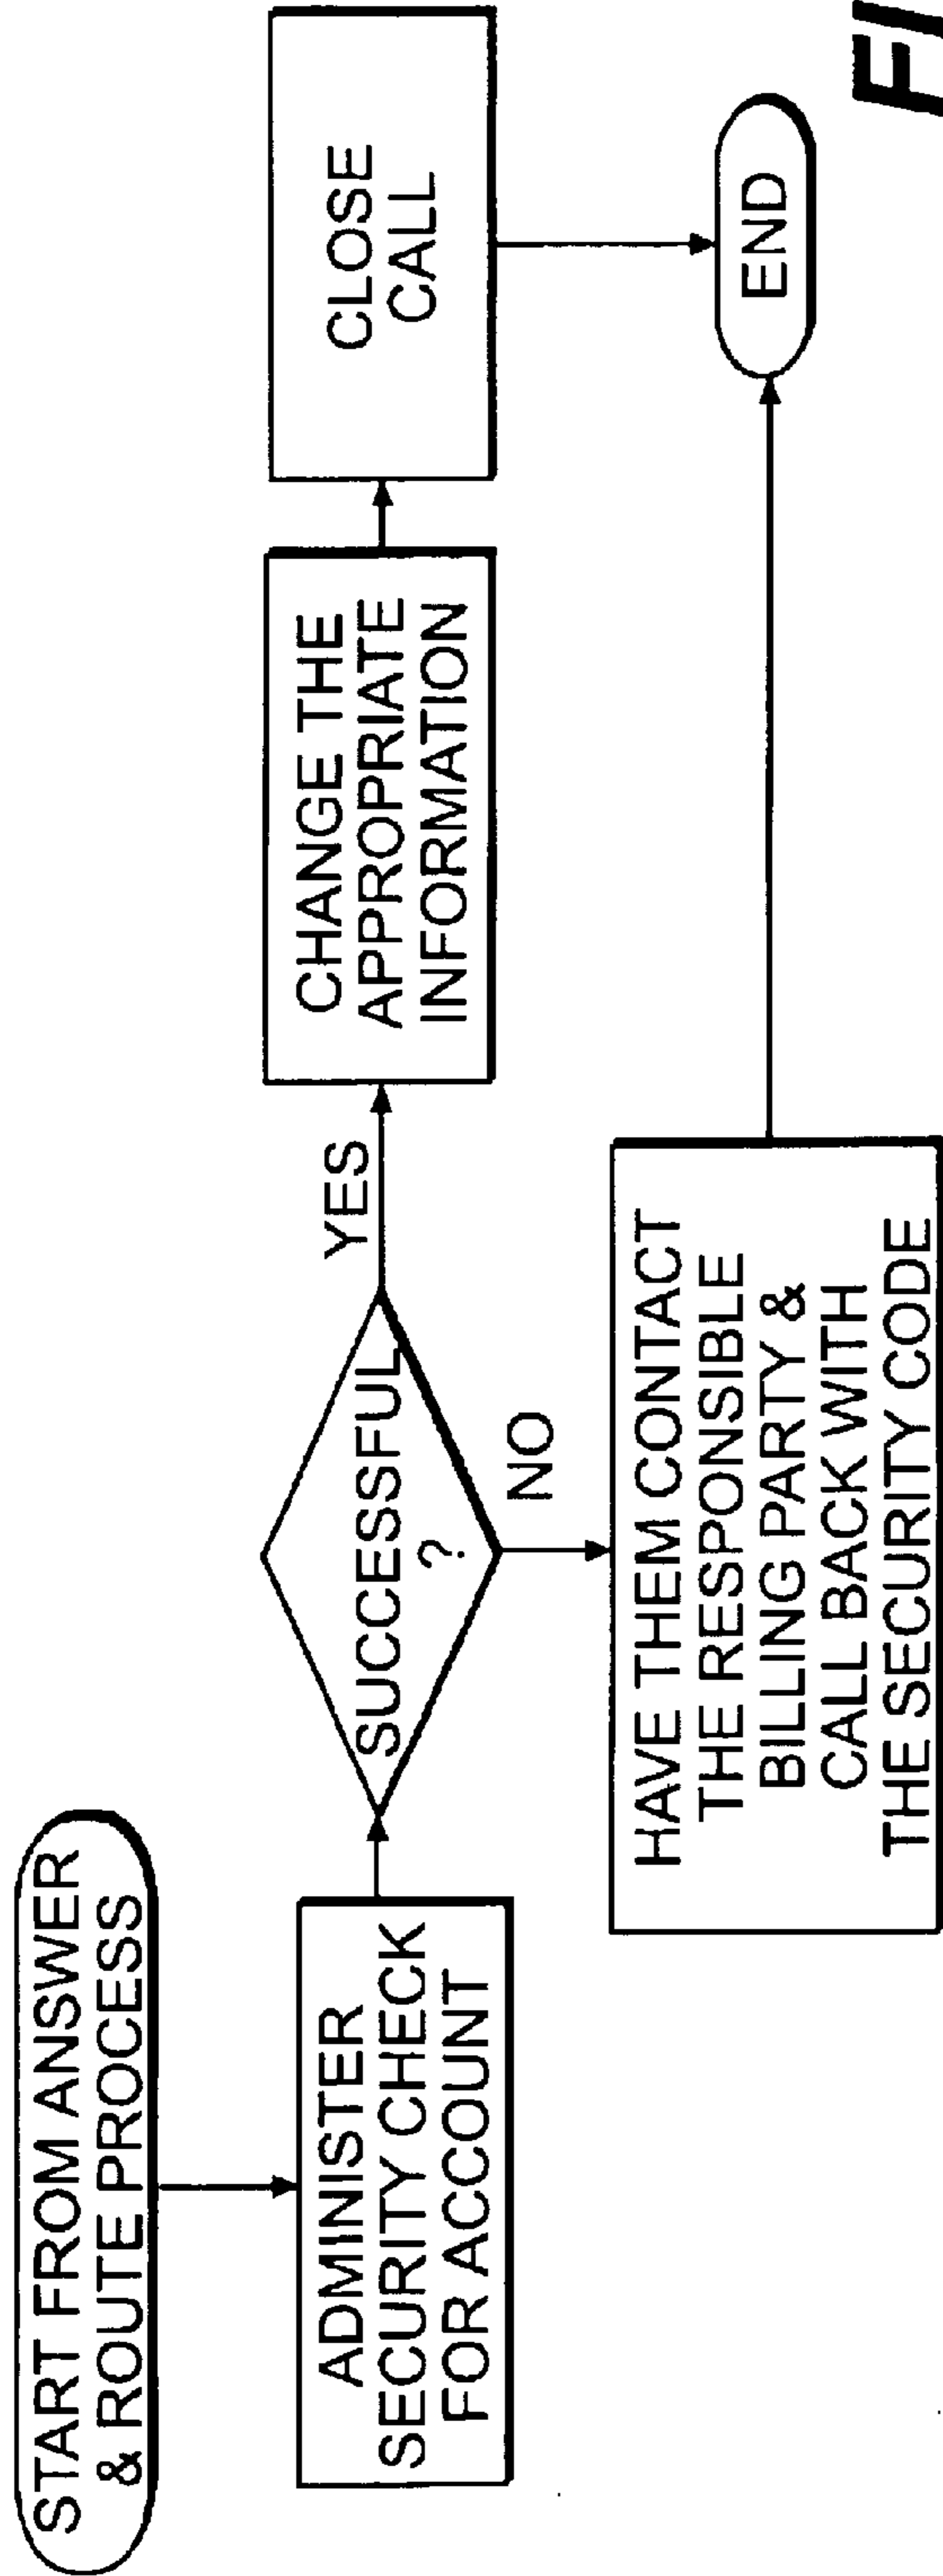 START FROM ANSWER
& ROUTE PROCESS
ADMINISTER
SECURITY CHECK
FOR ACCOUNT
SUCCESSFUL
?
YES
NO
CHANGE THE
APPROPRIATE
INFORMATION
CLOSE
CALL
HAVE THEM CONTACT
THE RESPONSIBLE
BILLING PARTY &
CALL BACK WITH
THE SECURITY CODE
END